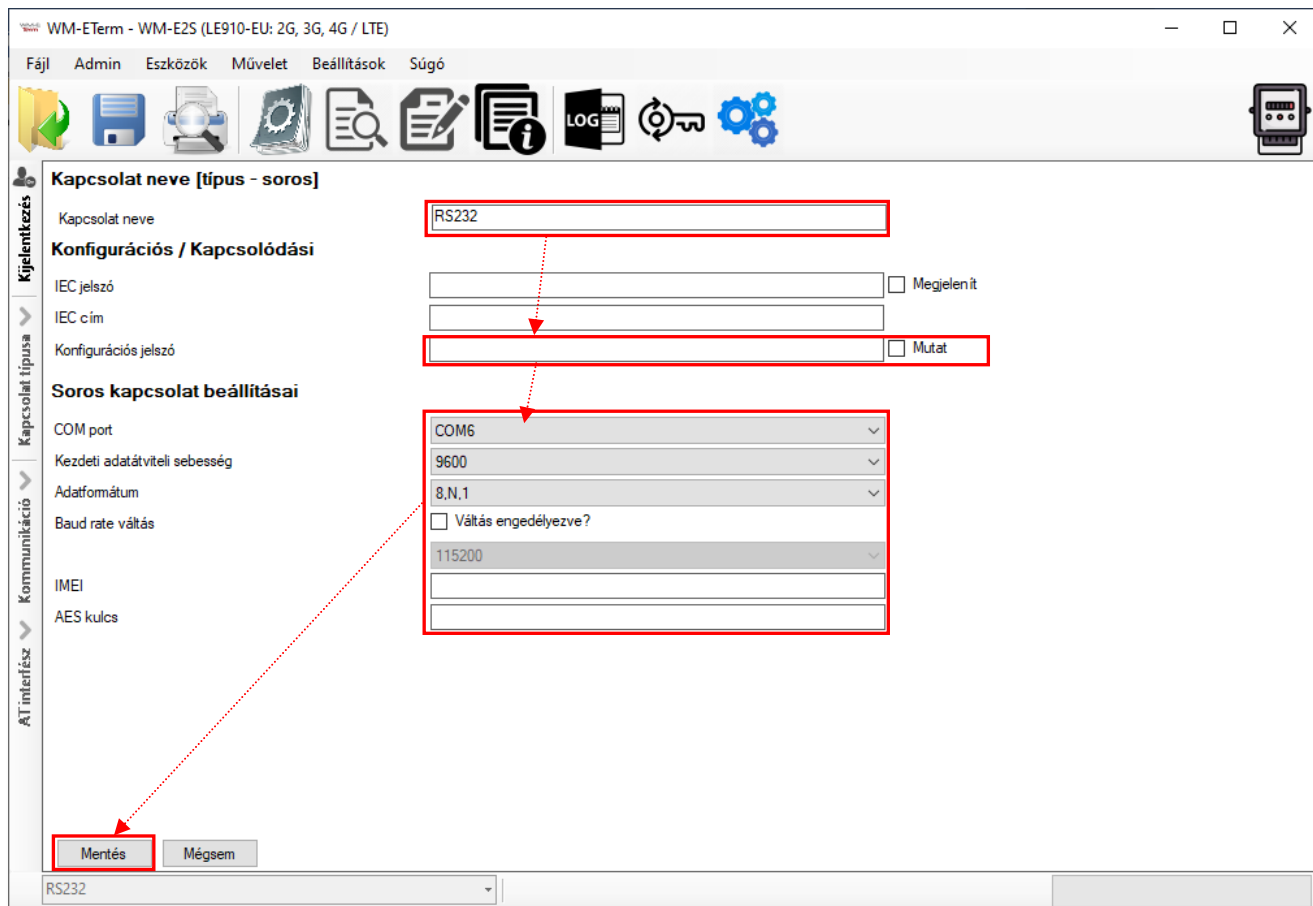 WM-ETerm - WM-E2S (LE910-EU: 2G, 3G, 4G / LTE)
Fájl Admin Eszközök Művelet Beállítások Súgó
LOG
Kijelentkezés
Kapcsolat típusa
Kommunikáció
AT interfész
Kapcsolat neve [típus - soros]
Kapcsolat neve RS232
Konfigurációs / Kapcsolódási
IEC jelszó Megjelenít
IEC cím
Konfigurációs jelszó Mutat
Soros kapcsolat beállításai
COM port COM6
Kezdeti adatátviteli sebesség 9600
Adatformátum 8,N,1
Baud rate váltás Váltás engedélyezve?
115200
IMEI
AES kulcs
Mentés Mégsem
RS232